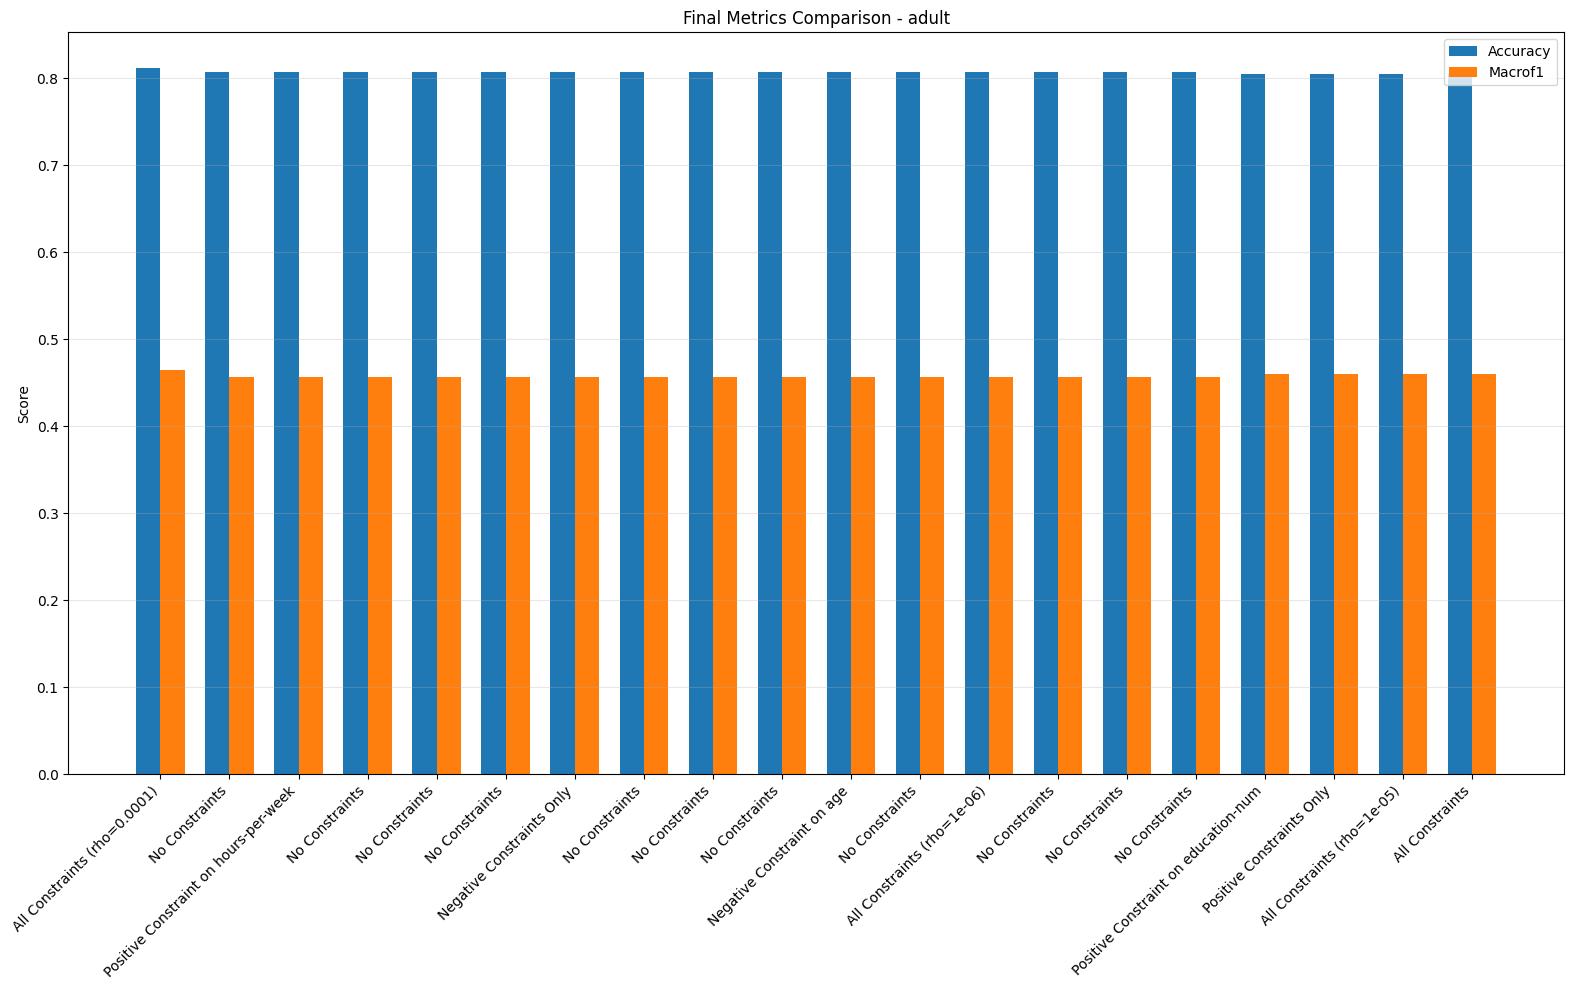 Final Metrics Comparison - adult
Accuracy
Macrof1
Score
0.8
0.7
0.6
0.5
0.4
0.3
0.2
0.1
0.0
All Constraints (rho=0.0001)
No Constraints
Positive Constraint on hours-per-week
No Constraints
No Constraints
No Constraints
Negative Constraints Only
No Constraints
No Constraints
No Constraints
Negative Constraint on age
No Constraints
All Constraints (rho=1e-06)
No Constraints
No Constraints
No Constraints
Positive Constraint on education-num
Positive Constraints Only
All Constraints (rho=1e-05)
All Constraints